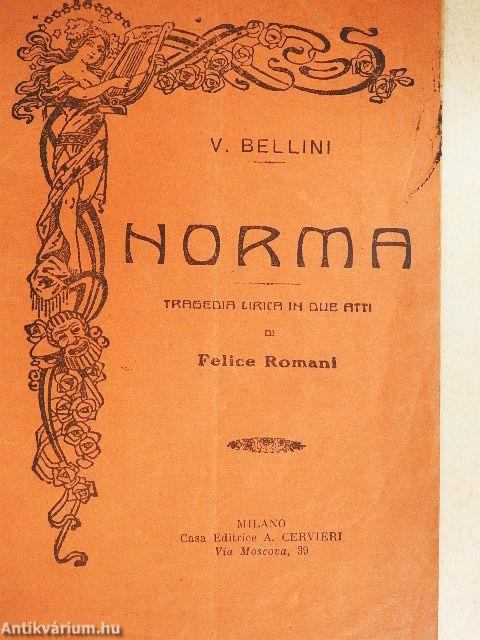 V. BELLINI
NORMA
TRAGEDIA LIRICA IN DUE ATTI
DI
Felice Romani
MILANO
Casa Editrice A. CERVIERI
Via Moscova, 39
Antikvárium.hu